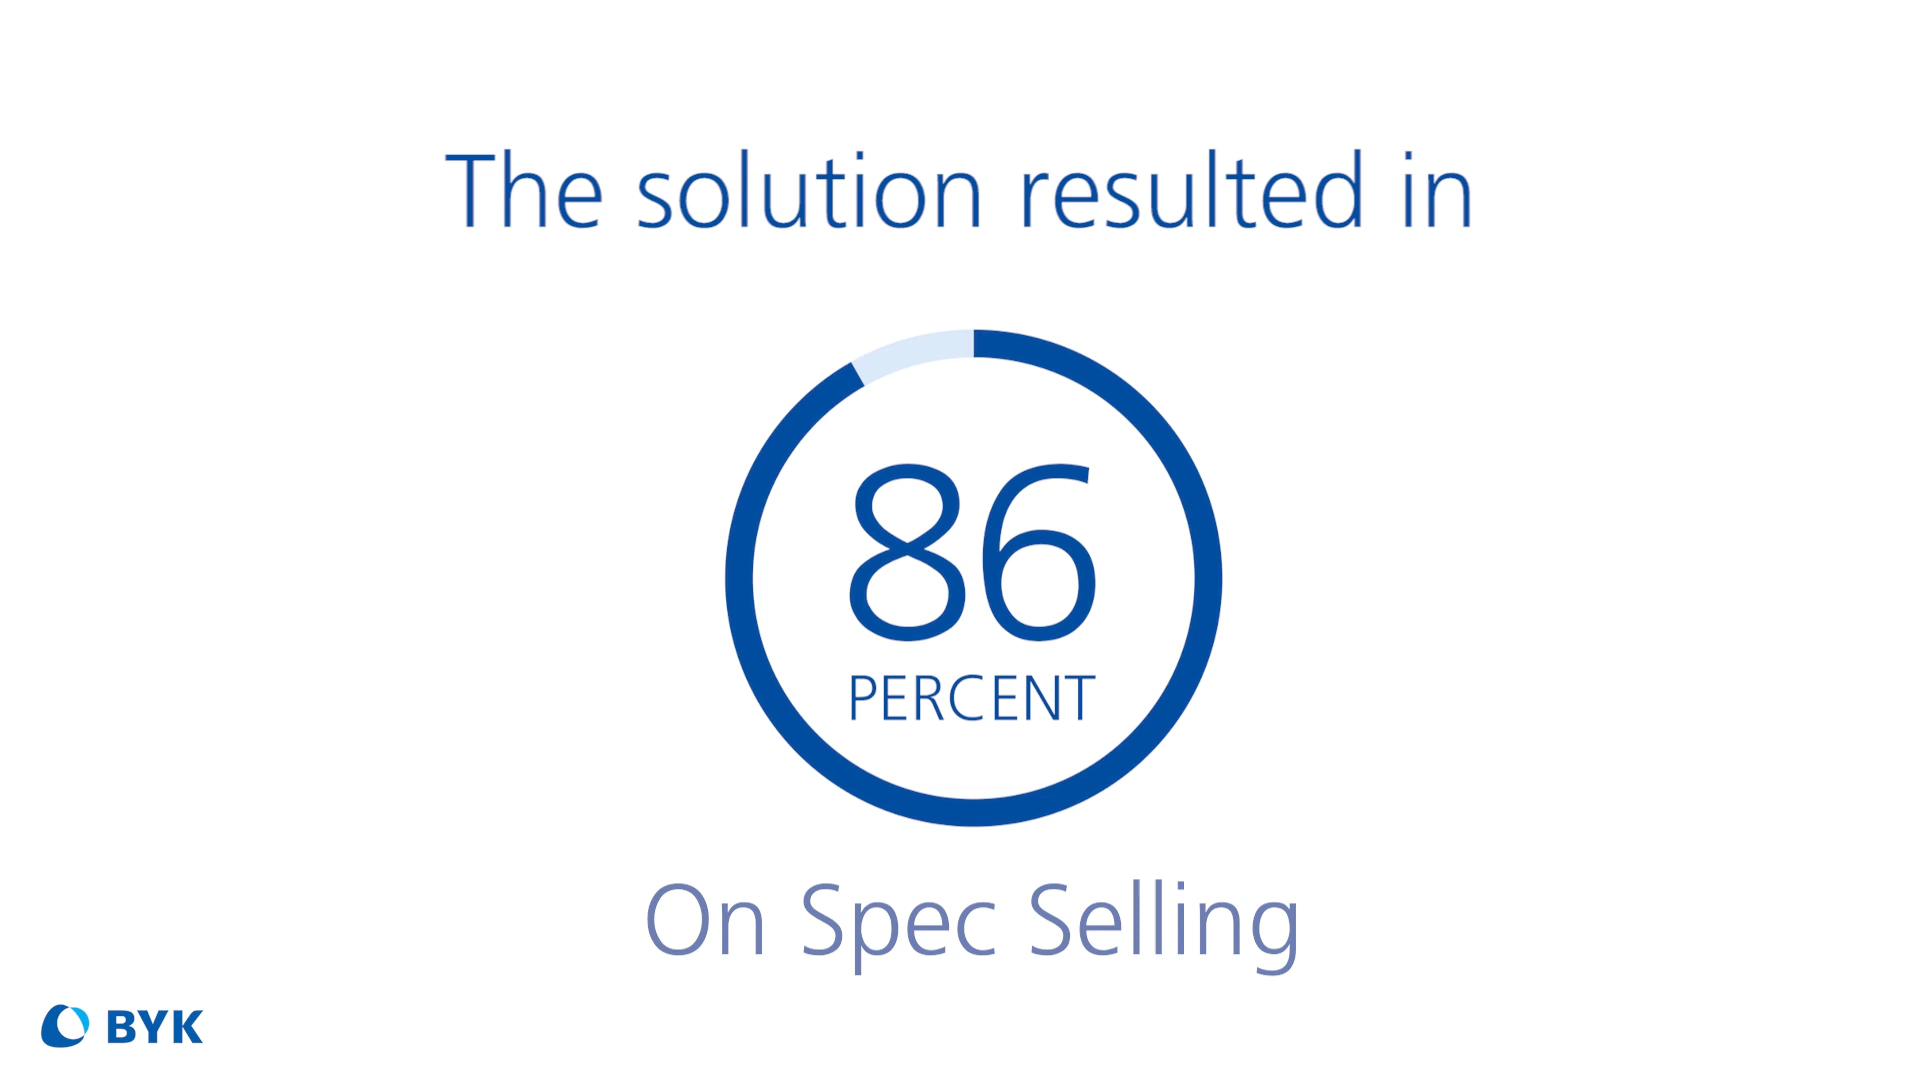 The solution resulted in
86
PERCENT
On Spec Selling
BYK